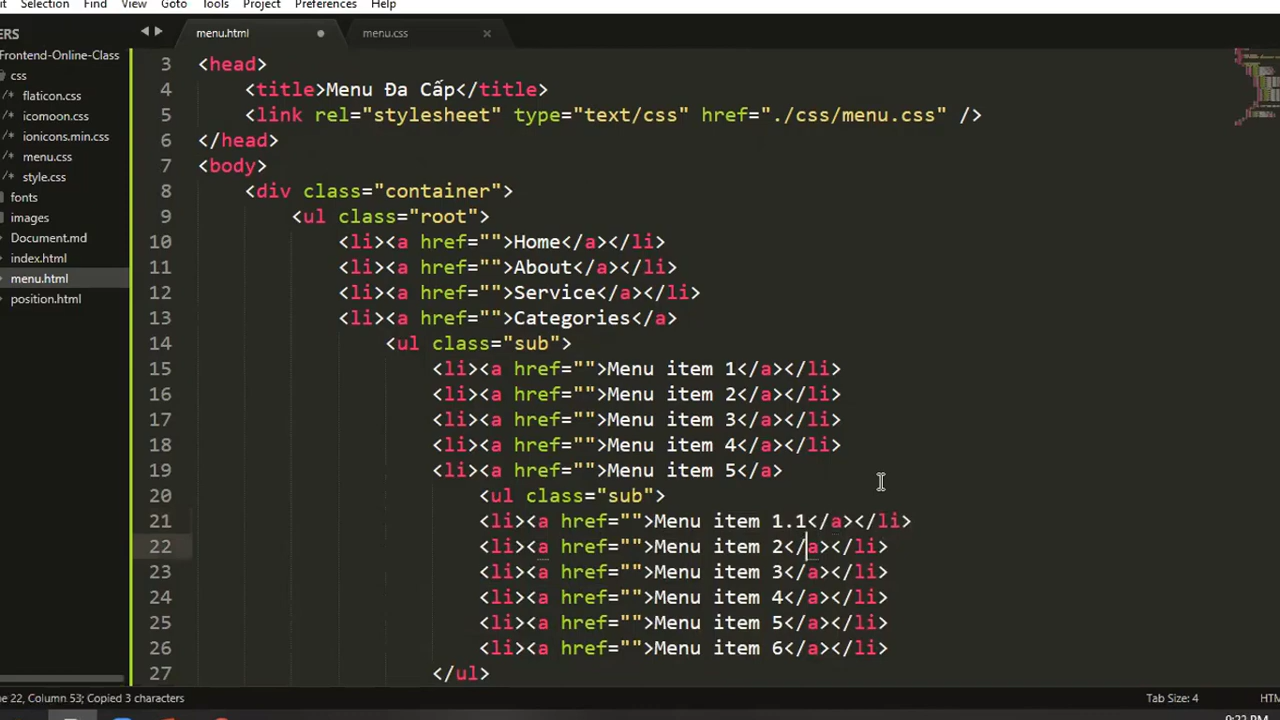 Selection Find View Goto Tools Project Preferences Help
menu.html menu.css
Frontend-Online-Class
css
/* flaticon.css
/* icomoon.css
/* ionicons.min.css
/* menu.css
/* style.css
fonts
images
Document.md
index.html
menu.html
position.html
3 <head>
4 <title>Menu Đa Cấp</title>
5 <link rel="stylesheet" type="text/css" href="./css/menu.css" />
6 </head>
7 <body>
8 <div class="container">
9 <ul class="root">
10 <li><a href="">Home</a></li>
11 <li><a href="">About</a></li>
12 <li><a href="">Service</a></li>
13 <li><a href="">Categories</a>
14 <ul class="sub">
15 <li><a href="">Menu item 1</a></li>
16 <li><a href="">Menu item 2</a></li>
17 <li><a href="">Menu item 3</a></li>
18 <li><a href="">Menu item 4</a></li>
19 <li><a href="">Menu item 5</a>
20 <ul class="sub">
21 <li><a href="">Menu item 1.1</a></li>
22 <li><a href="">Menu item 2</a></li>
23 <li><a href="">Menu item 3</a></li>
24 <li><a href="">Menu item 4</a></li>
25 <li><a href="">Menu item 5</a></li>
26 <li><a href="">Menu item 6</a></li>
27 </ul>
ne 22, Column 53; Copied 3 characters Tab Size: 4